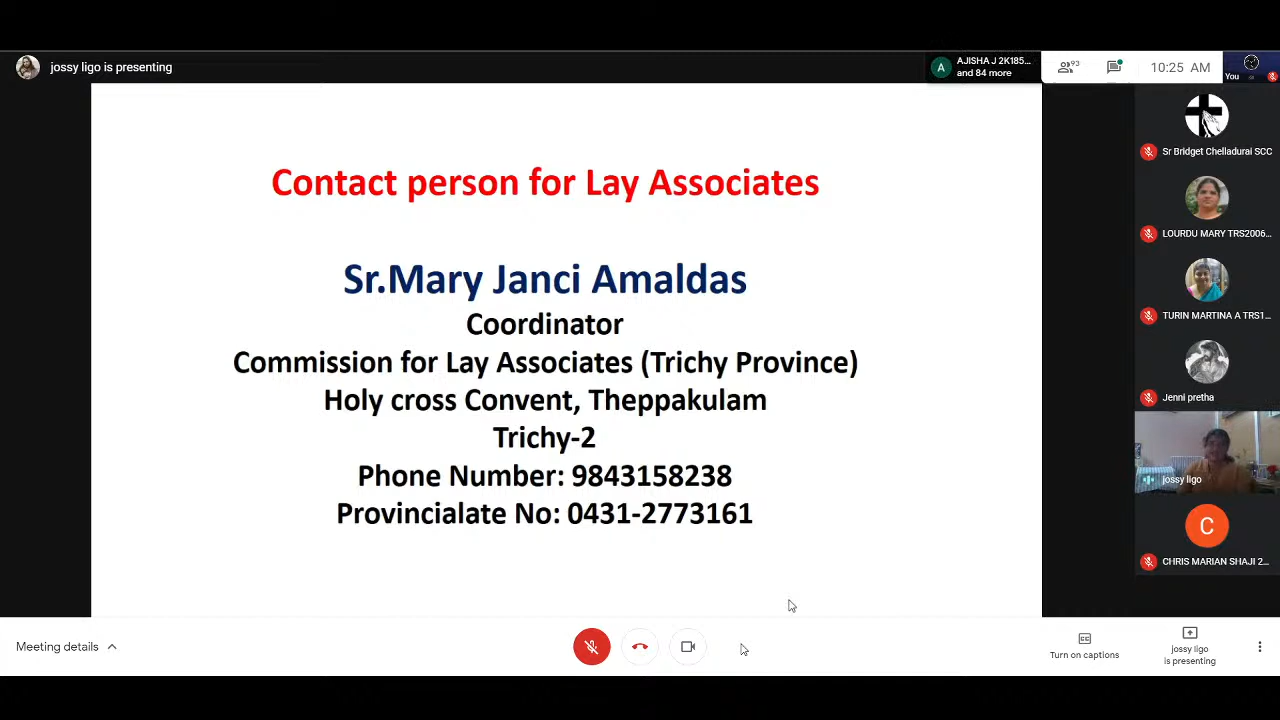 jossy ligo is presenting
A
AJISHA J 2K185...
and 84 more
93
10:25 AM
You
Contact person for Lay Associates
Sr.Mary Janci Amaldas
Coordinator
Commission for Lay Associates (Trichy Province)
Holy cross Convent, Theppakulam
Trichy-2
Phone Number: 9843158238
Provincialate No: 0431-2773161
Sr Bridget Chelladurai SCC
LOURDU MARY TRS2006...
TURIN MARTINA A TRS1...
Jenni pretha
jossy ligo
C
CHRIS MARIAN SHAJI 2...
Meeting details
Turn on captions
jossy ligo
is presenting